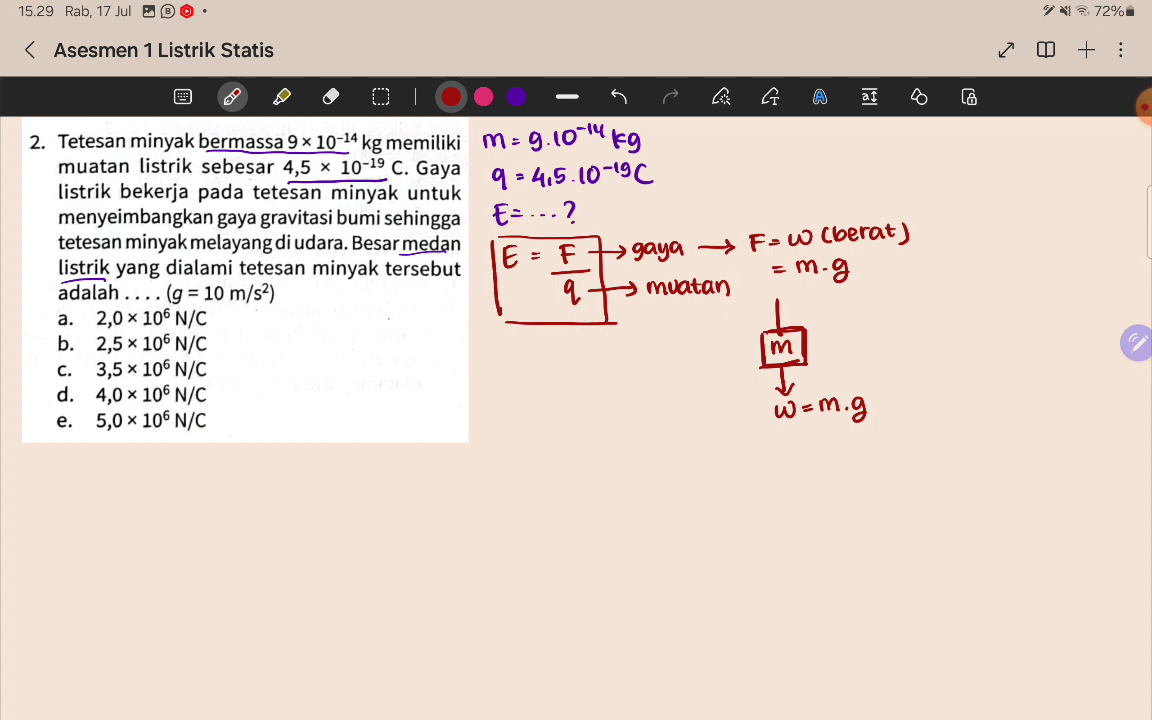 15.29 Rab, 17 Jul
72%
Asesmen 1 Listrik Statis
2. Tetesan minyak bermassa 9 × 10⁻¹⁴ kg memiliki
muatan listrik sebesar 4,5 × 10⁻¹⁹ C. Gaya
listrik bekerja pada tetesan minyak untuk
menyeimbangkan gaya gravitasi bumi sehingga
tetesan minyak melayang di udara. Besar medan
listrik yang dialami tetesan minyak tersebut
adalah . . . . (g = 10 m/s²)
a. 2,0 × 10⁶ N/C
b. 2,5 × 10⁶ N/C
c. 3,5 × 10⁶ N/C
d. 4,0 × 10⁶ N/C
e. 5,0 × 10⁶ N/C
m = 9.10⁻¹⁴ kg
q = 4,5.10⁻¹⁹ C
E = ... ?
E = F/q
F → gaya → F = w (berat)
= m.g
q → muatan
m
w = m.g